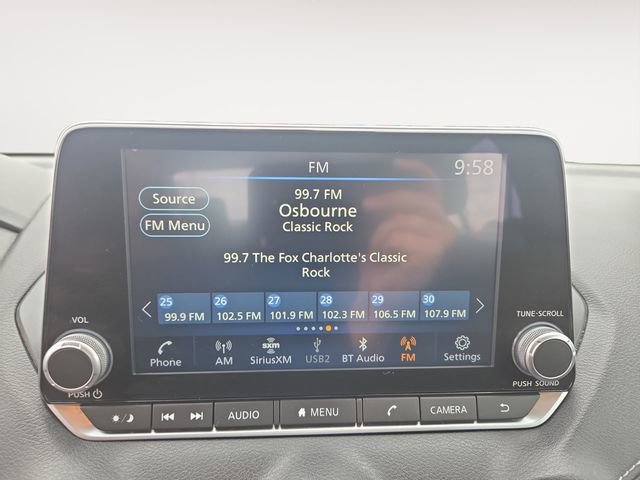 FM 9:58
Source
99.7 FM
Osbourne
FM Menu
Classic Rock
99.7 The Fox Charlotte's Classic
Rock
25 26 27 28 29 30
99.9 FM 102.5 FM 101.9 FM 102.3 FM 106.5 FM 107.9 FM
VOL
TUNE·SCROLL
sxm
Phone AM SiriusXM USB2 BT Audio FM Settings
PUSH
PUSH SOUND
AUDIO MENU CAMERA